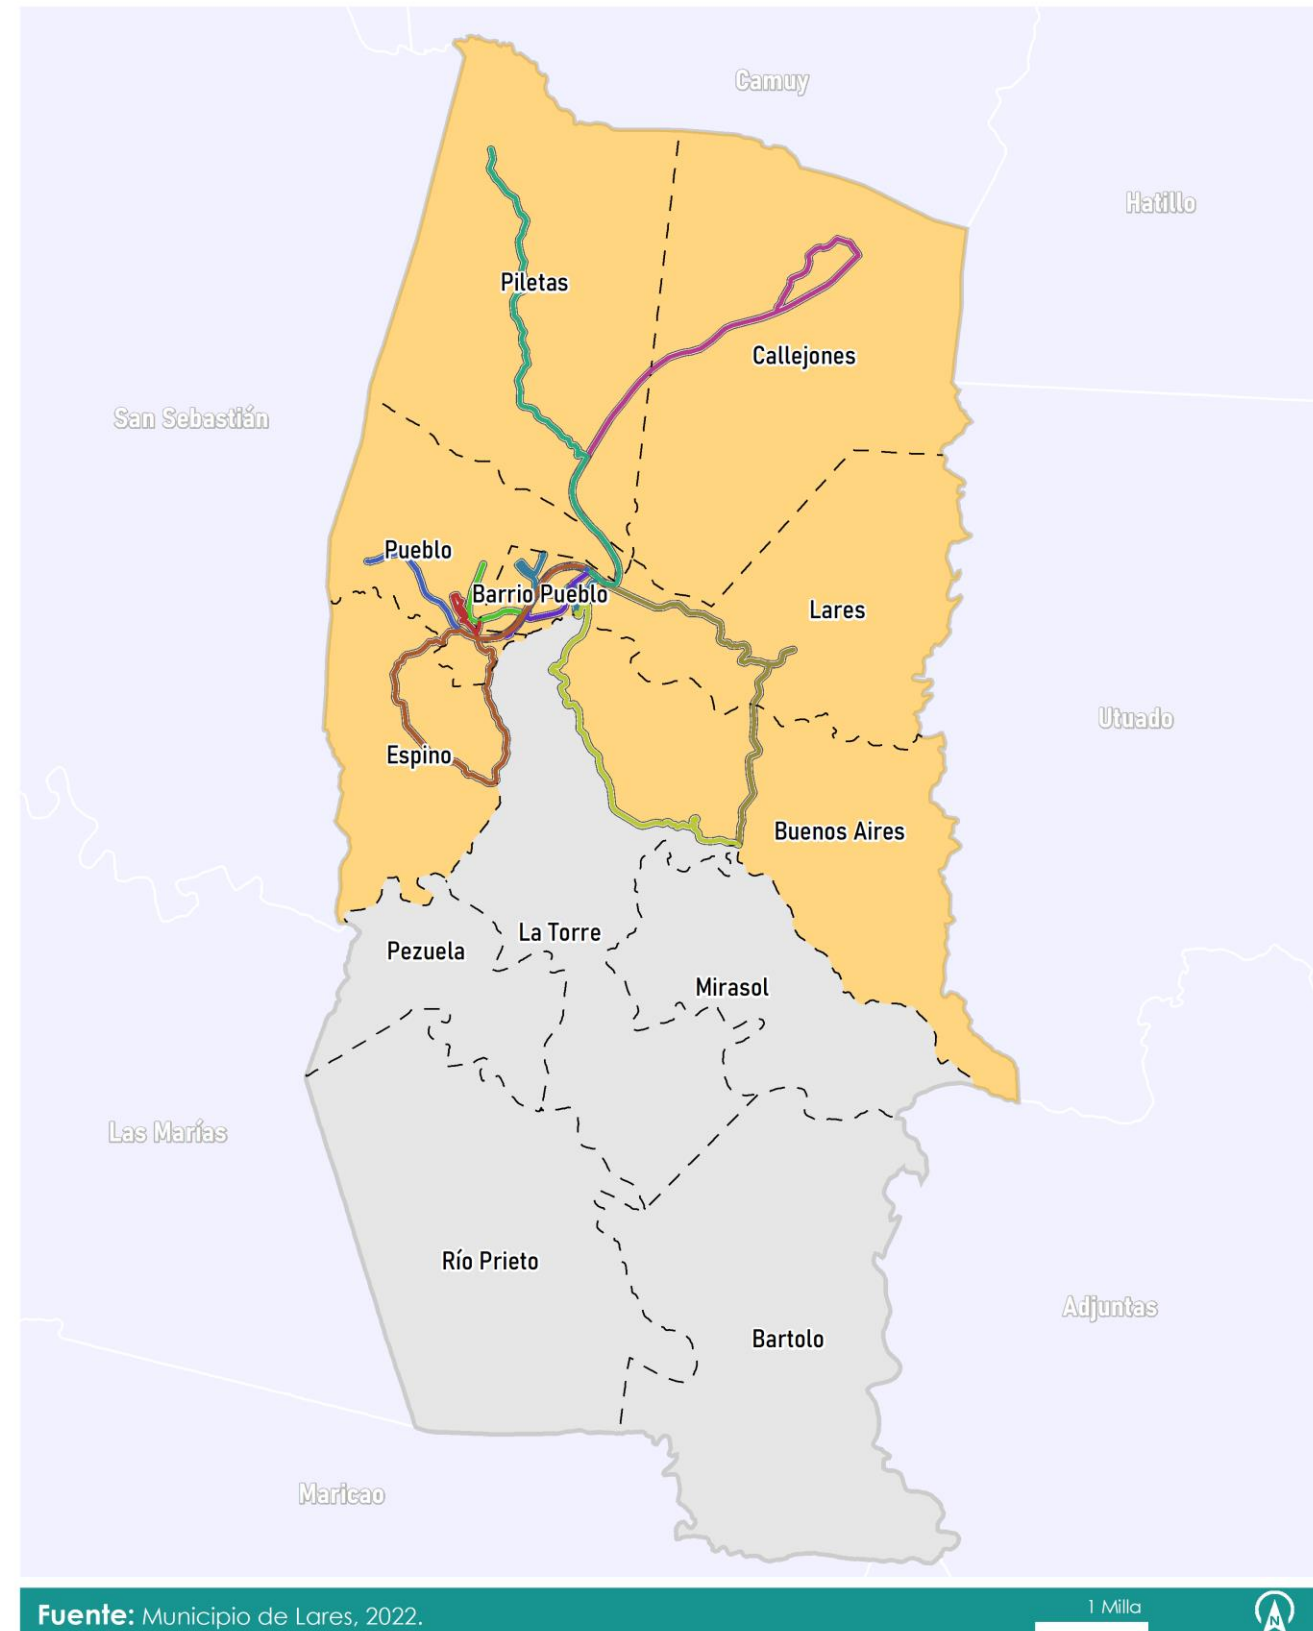 Camuy
Hatillo
Piletas
Callejones
San Sebastián
Pueblo
Barrio Pueblo
Lares
Utuado
Espino
Buenos Aires
La Torre
Pezuela
Mirasol
Las Marías
Río Prieto
Adjuntas
Bartolo
Maricao
Fuente: Municipio de Lares, 2022.
1 Milla
N